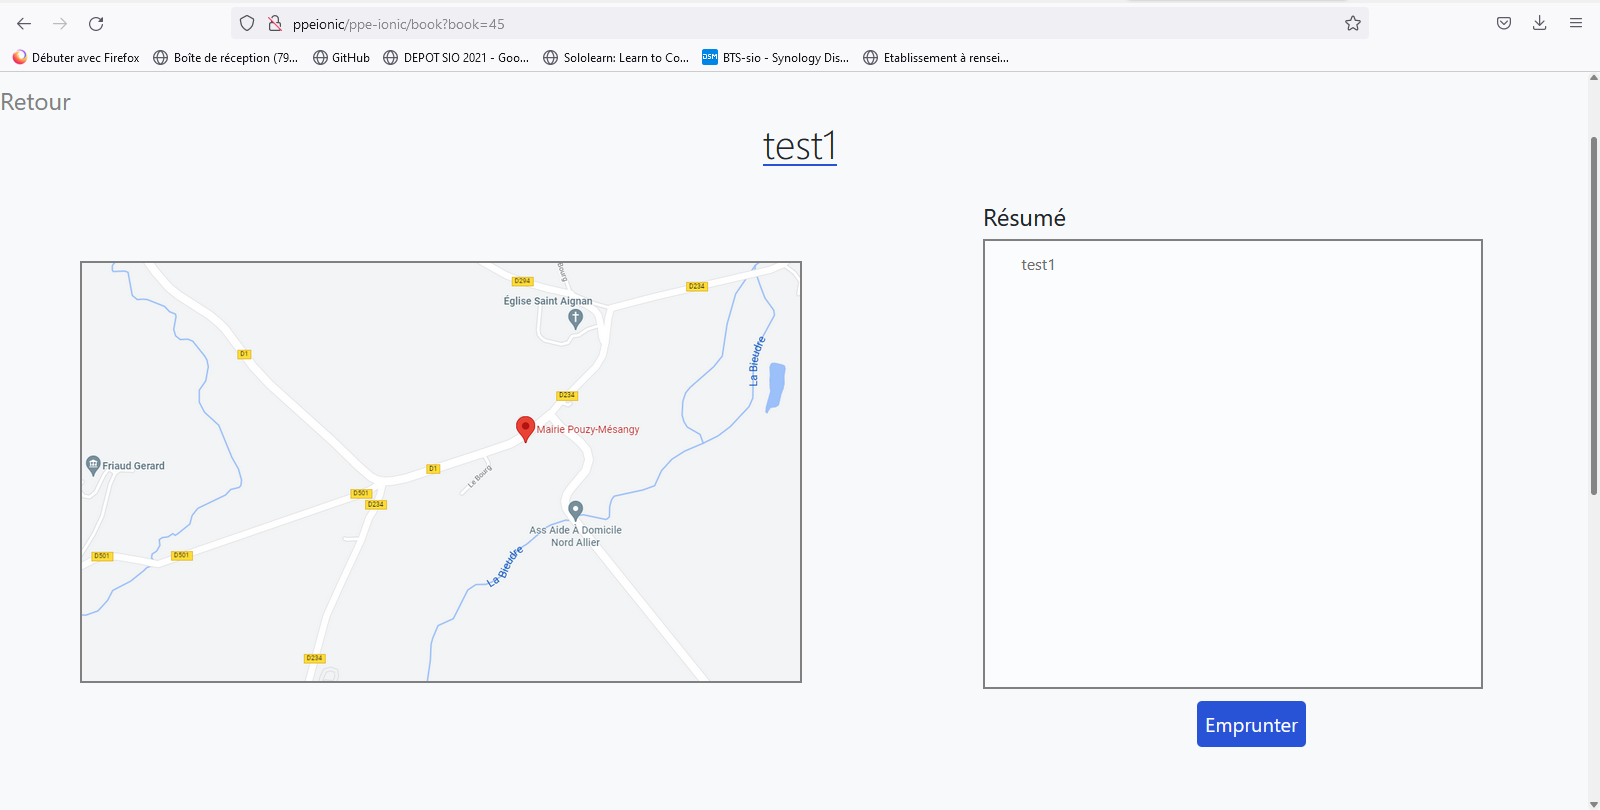 ppeionic/ppe-ionic/book?book=45
Débuter avec Firefox
Boîte de réception (79...
GitHub
DEPOT SIO 2021 - Goo...
Sololearn: Learn to Co...
DSM
BTS-sio - Synology Dis...
Etablissement à rensei...
Retour
test1
Résumé
test1
Bourg
D294
D234
Église Saint Aignan
La Bieudre
D1
D234
Mairie Pouzy-Mésangy
Friaud Gerard
D1
Le Bourg
D501
D234
Ass Aide A Domicile
Nord Allier
D501
D501
La Bieudre
D234
Emprunter